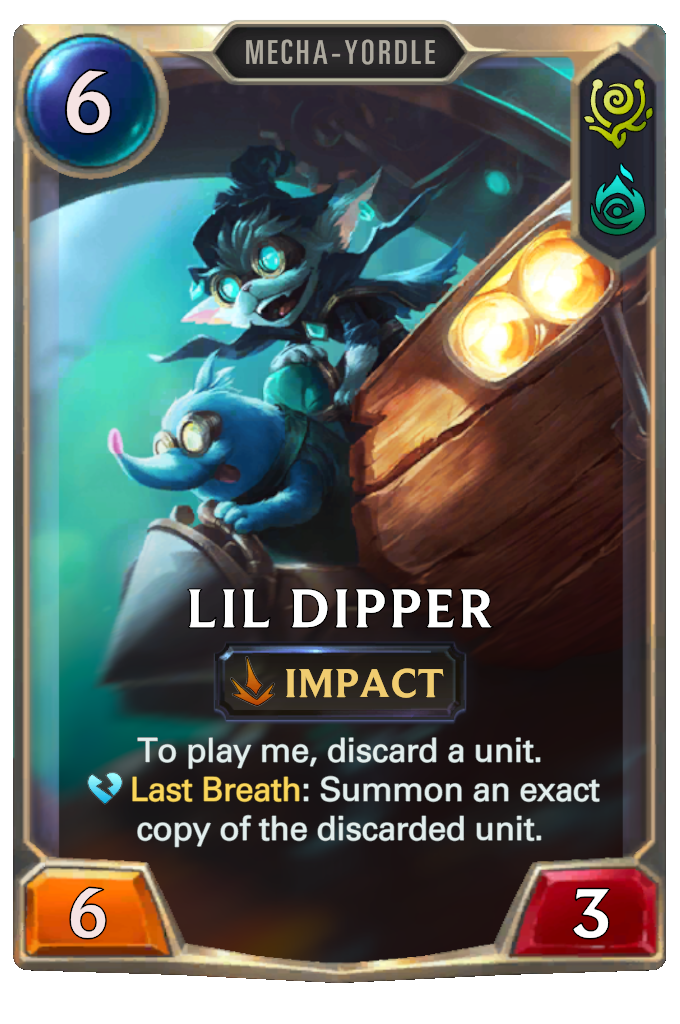 MECHA-YORDLE
6
LIL DIPPER
IMPACT
To play me, discard a unit.
Last Breath: Summon an exact
copy of the discarded unit.
6
3